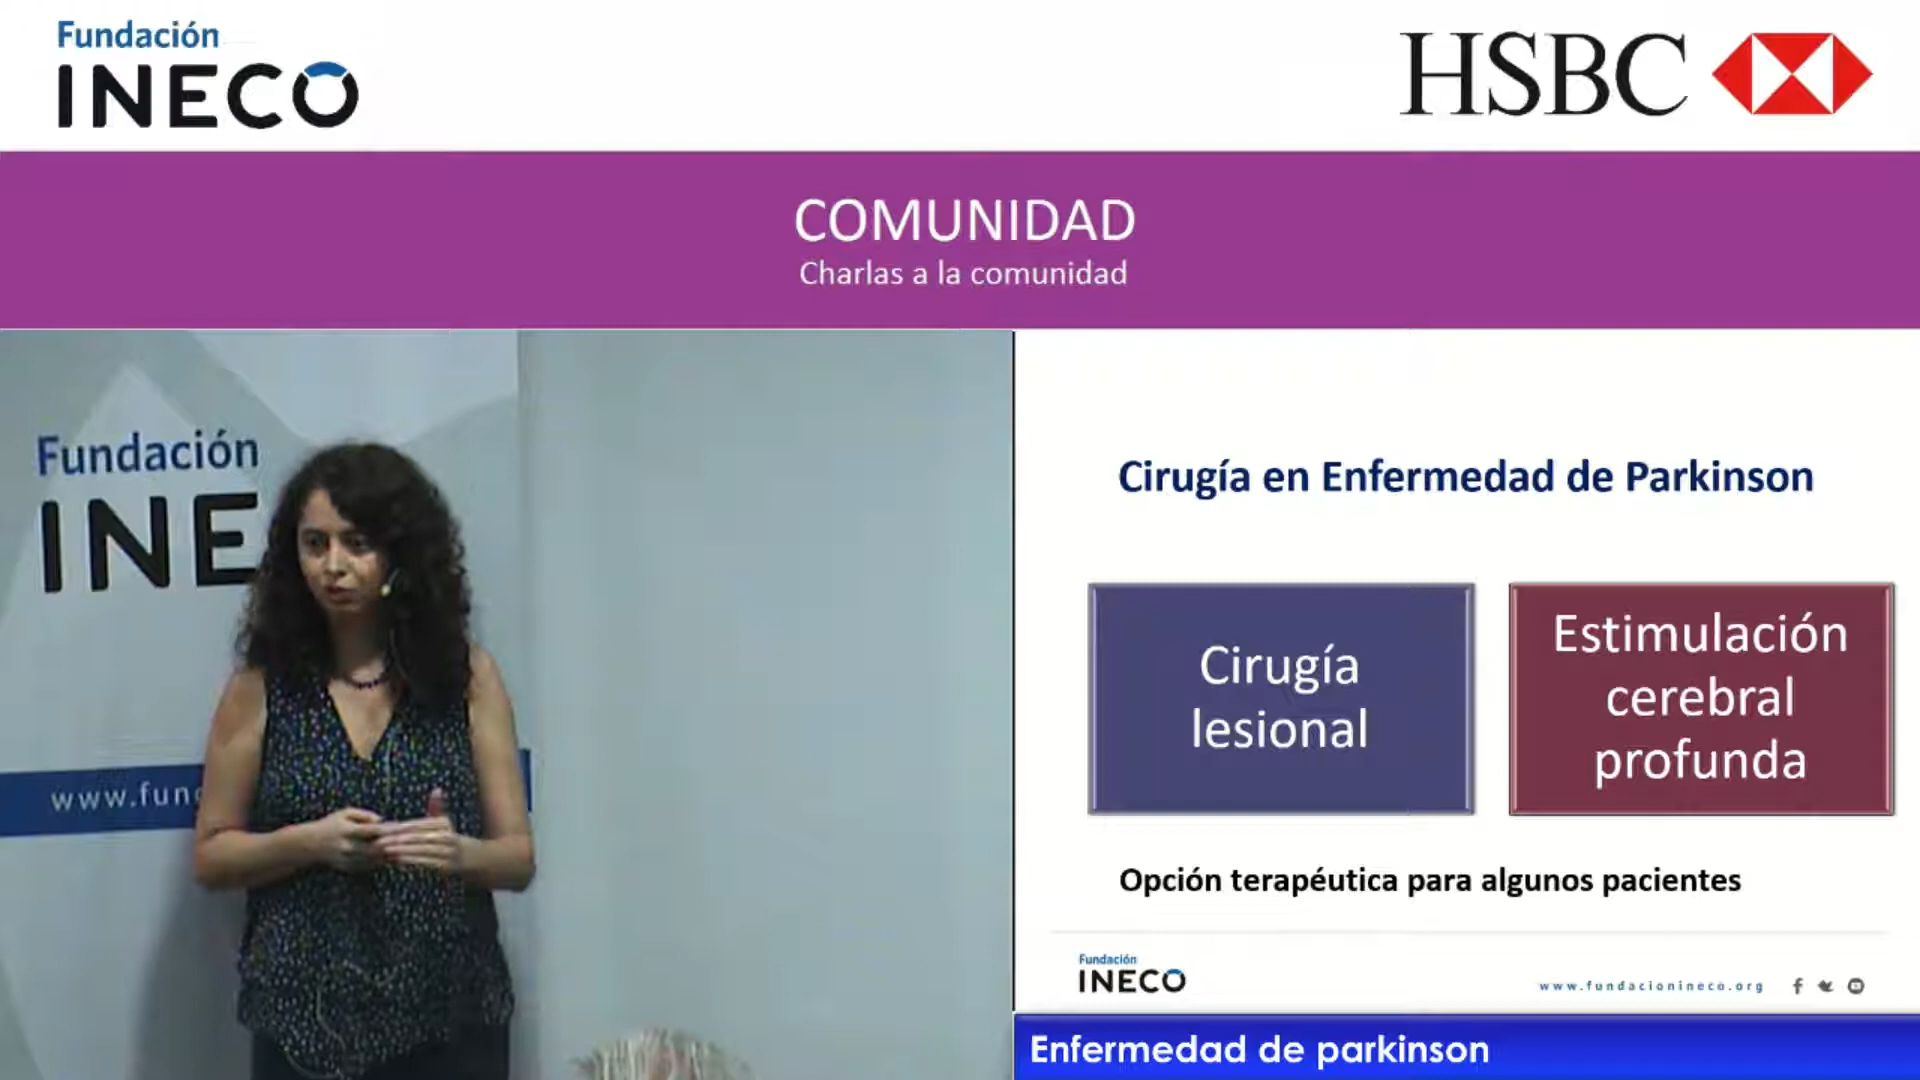 Fundación
INECO
HSBC
COMUNIDAD
Charlas a la comunidad
Fundación
INE
www.fun
Cirugía en Enfermedad de Parkinson
Cirugía
lesional
Estimulación
cerebral
profunda
Opción terapéutica para algunos pacientes
Fundación
INECO
www.fundacionineco.org
Enfermedad de parkinson